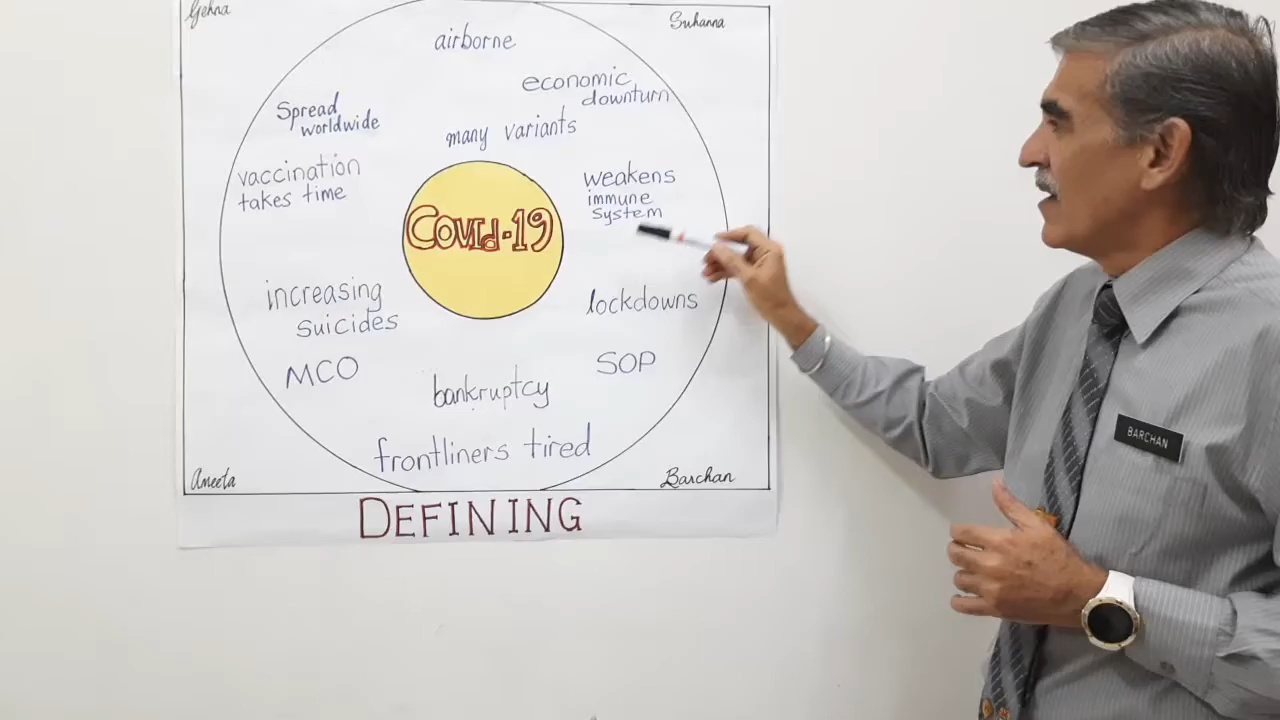 Gehna
Suhanna
airborne
economic
downturn
Spread
worldwide
many variants
vaccination
takes time
weakens
immune
system
Covid-19
increasing
suicides
lockdowns
MCO
SOP
bankruptcy
frontliners tired
Aneeta
Barchan
DEFINING
BARCHAN